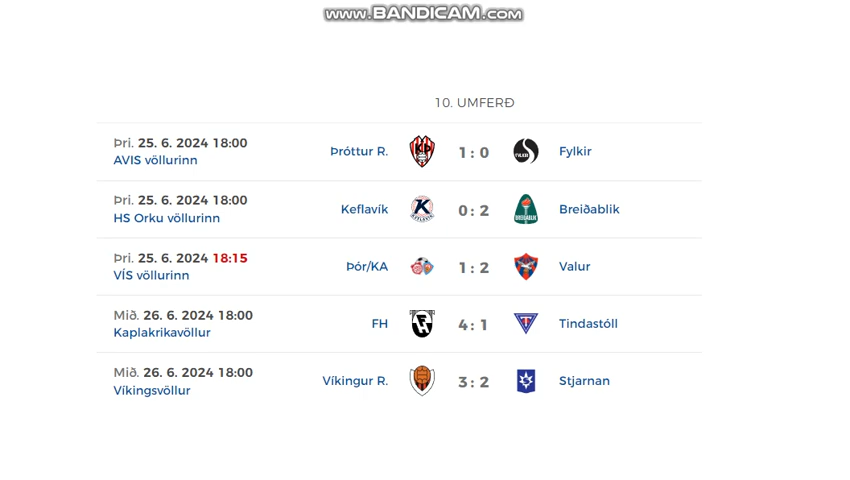 www.BANDICAM.com
10. UMFERÐ
Þri. 25. 6. 2024 18:00
AVIS völlurinn
Þróttur R.
1 : 0
Fylkir
Þri. 25. 6. 2024 18:00
HS Orku völlurinn
Keflavík
0 : 2
Breiðablik
Þri. 25. 6. 2024 18:15
VÍS völlurinn
Þór/KA
1 : 2
Valur
Mið. 26. 6. 2024 18:00
Kaplakrikavöllur
FH
4 : 1
Tindastóll
Mið. 26. 6. 2024 18:00
Víkingsvöllur
Víkingur R.
3 : 2
Stjarnan